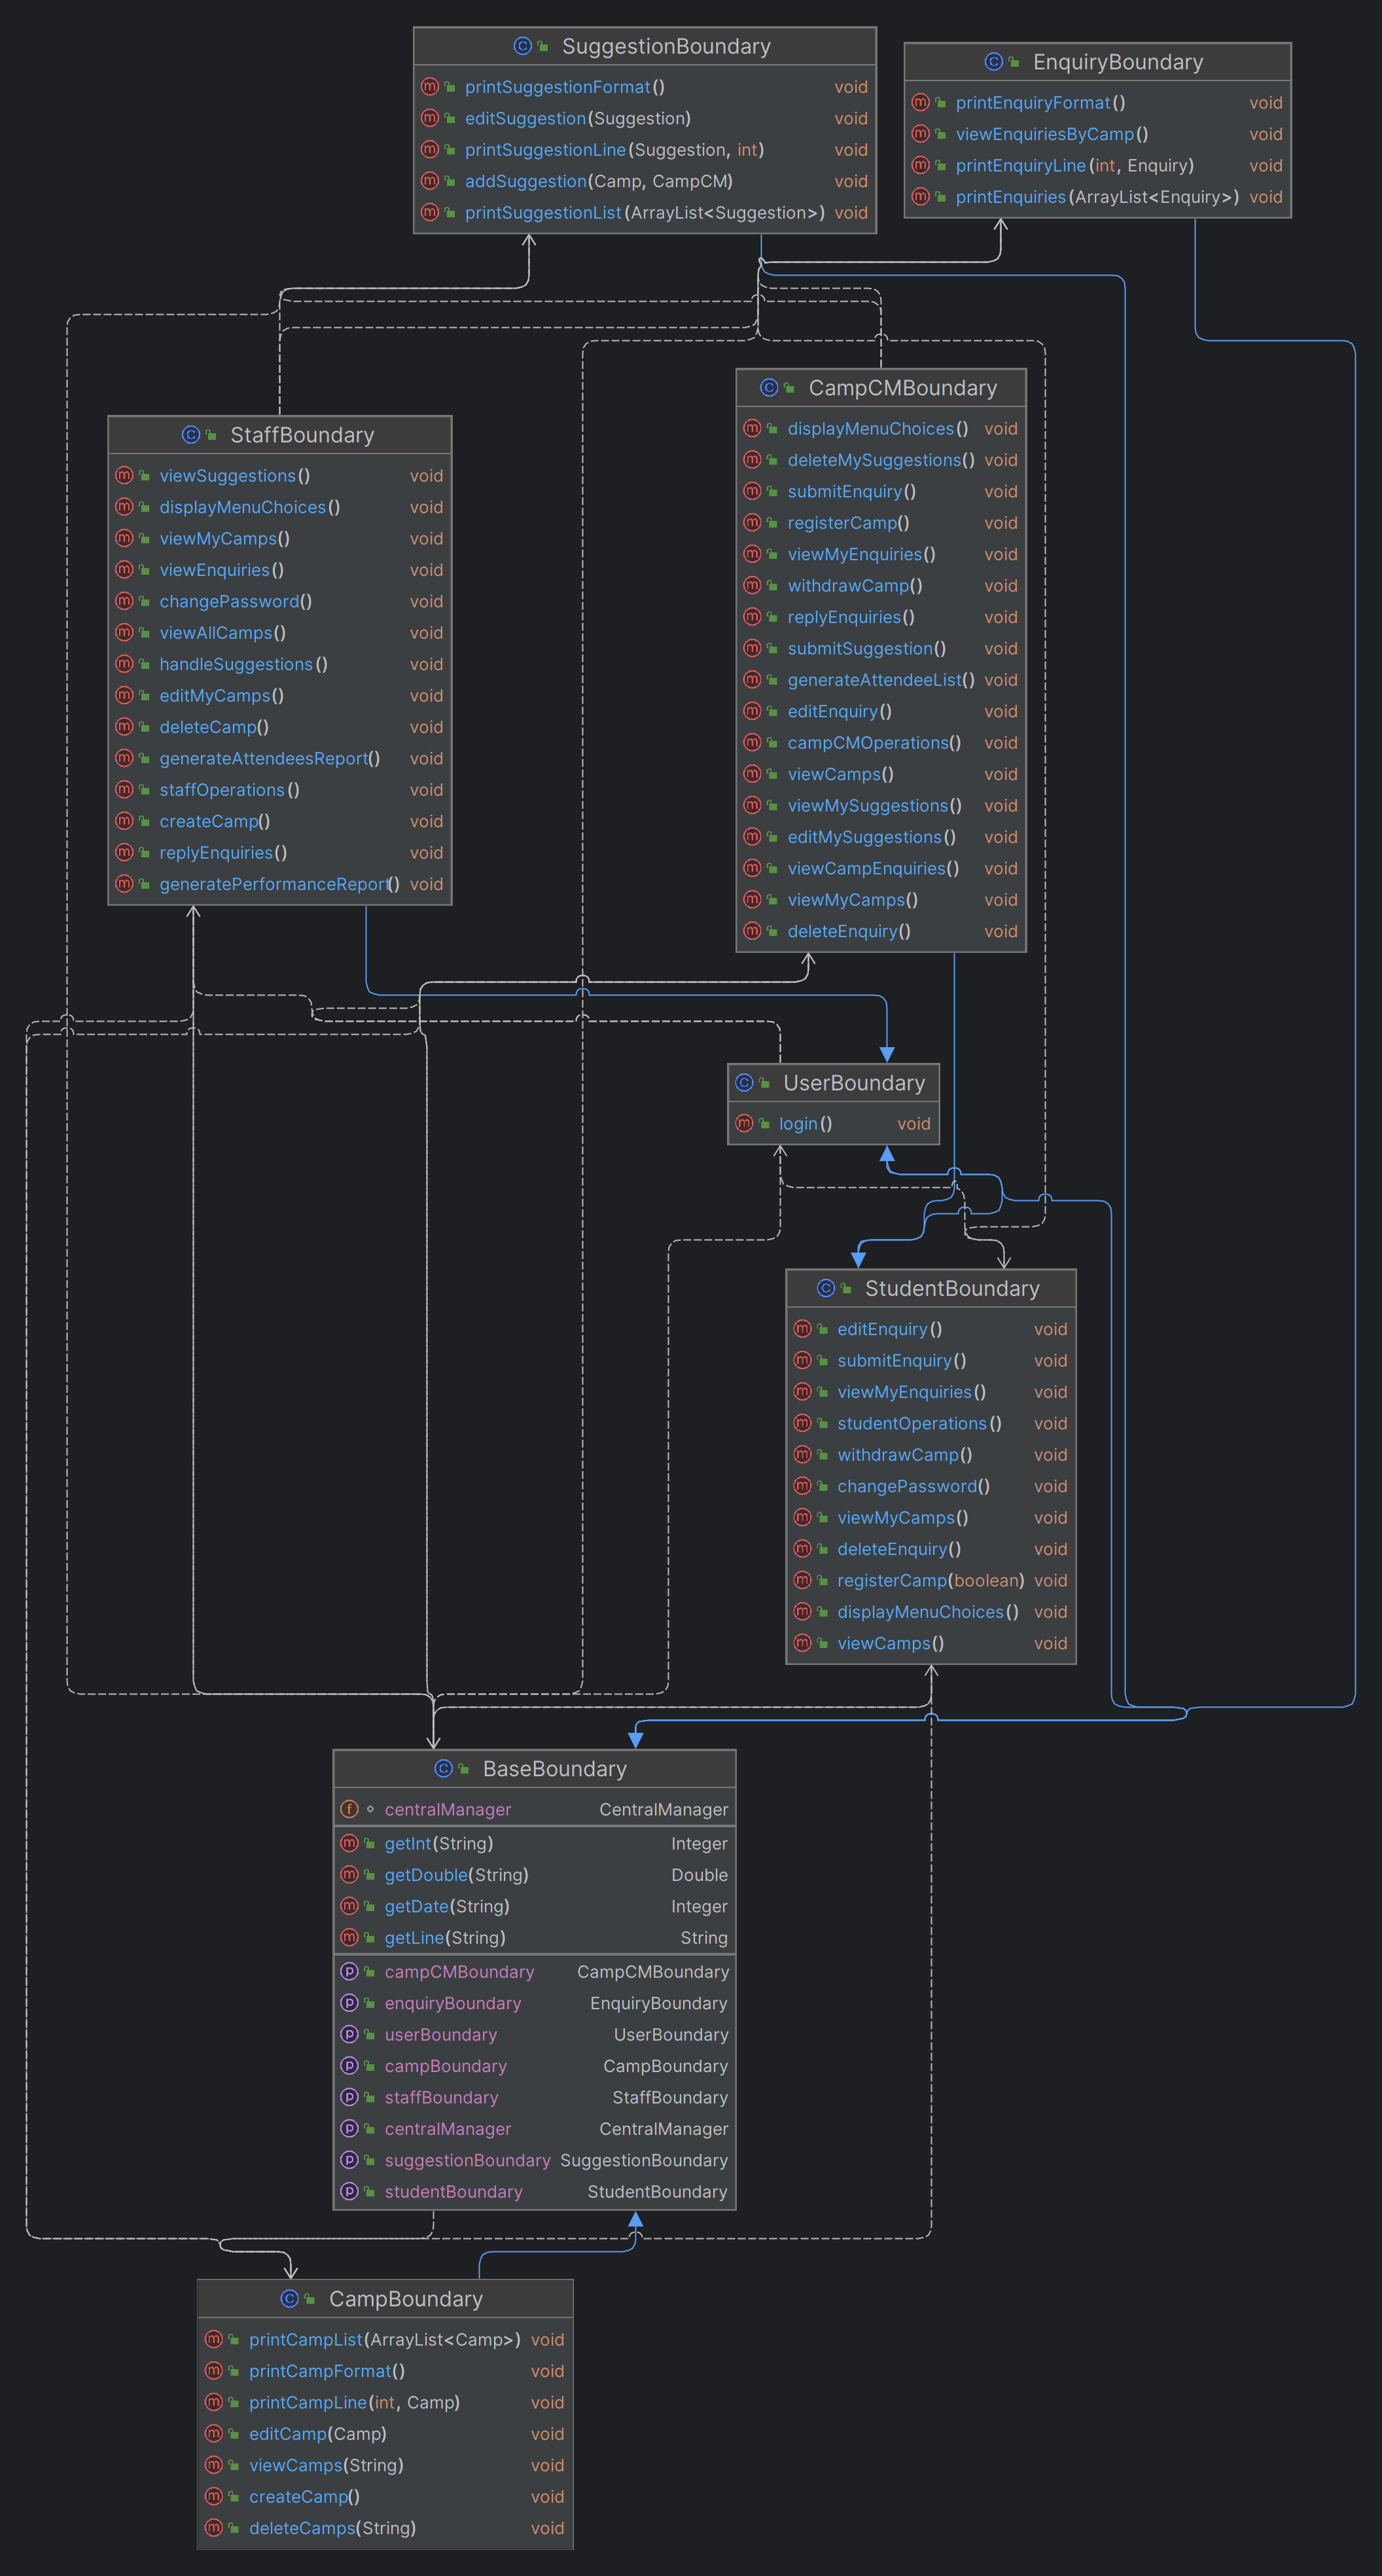 SuggestionBoundary
printSuggestionFormat() void
editSuggestion(Suggestion) void
printSuggestionLine(Suggestion, int) void
addSuggestion(Camp, CampCM) void
printSuggestionList(ArrayList<Suggestion>) void
EnquiryBoundary
printEnquiryFormat() void
viewEnquiriesByCamp() void
printEnquiryLine(int, Enquiry) void
printEnquiries(ArrayList<Enquiry>) void
StaffBoundary
viewSuggestions() void
displayMenuChoices() void
viewMyCamps() void
viewEnquiries() void
changePassword() void
viewAllCamps() void
handleSuggestions() void
editMyCamps() void
deleteCamp() void
generateAttendeesReport() void
staffOperations() void
createCamp() void
replyEnquiries() void
generatePerformanceReport() void
CampCMBoundary
displayMenuChoices() void
deleteMySuggestions() void
submitEnquiry() void
registerCamp() void
viewMyEnquiries() void
withdrawCamp() void
replyEnquiries() void
submitSuggestion() void
generateAttendeeList() void
editEnquiry() void
campCMOperations() void
viewCamps() void
viewMySuggestions() void
editMySuggestions() void
viewCampEnquiries() void
viewMyCamps() void
deleteEnquiry() void
UserBoundary
login() void
StudentBoundary
editEnquiry() void
submitEnquiry() void
viewMyEnquiries() void
studentOperations() void
withdrawCamp() void
changePassword() void
viewMyCamps() void
deleteEnquiry() void
registerCamp(boolean) void
displayMenuChoices() void
viewCamps() void
BaseBoundary
centralManager CentralManager
getInt(String) Integer
getDouble(String) Double
getDate(String) Integer
getLine(String) String
campCMBoundary CampCMBoundary
enquiryBoundary EnquiryBoundary
userBoundary UserBoundary
campBoundary CampBoundary
staffBoundary StaffBoundary
centralManager CentralManager
suggestionBoundary SuggestionBoundary
studentBoundary StudentBoundary
CampBoundary
printCampList(ArrayList<Camp>) void
printCampFormat() void
printCampLine(int, Camp) void
editCamp(Camp) void
viewCamps(String) void
createCamp() void
deleteCamps(String) void